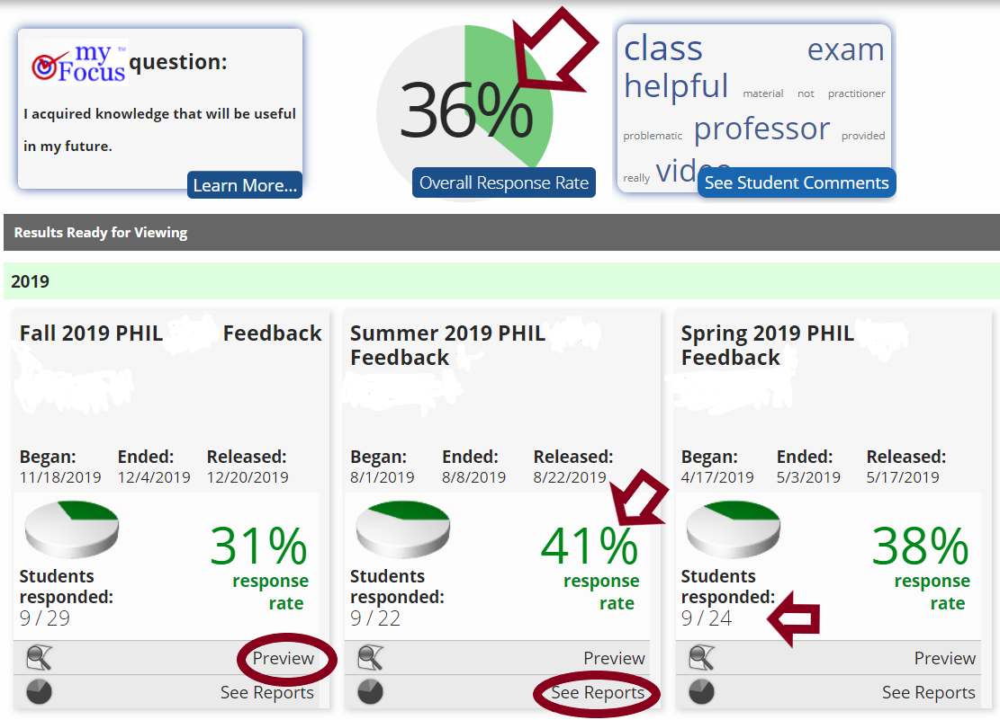 my™
Focus question:
I acquired knowledge that will be useful
in my future.
Learn More...
36%
Overall Response Rate
class exam
helpful material not practitioner
problematic professor provided
really video
See Student Comments
Results Ready for Viewing
2019
Fall 2019 PHIL Feedback
Began: Ended: Released:
11/18/2019 12/4/2019 12/20/2019
31%
response
rate
Students
responded:
9 / 29
Preview
See Reports
Summer 2019 PHIL
Feedback
Began: Ended: Released:
8/1/2019 8/8/2019 8/22/2019
41%
response
rate
Students
responded:
9 / 22
Preview
See Reports
Spring 2019 PHIL
Feedback
Began: Ended: Released:
4/17/2019 5/3/2019 5/17/2019
38%
response
rate
Students
responded:
9 / 24
Preview
See Reports